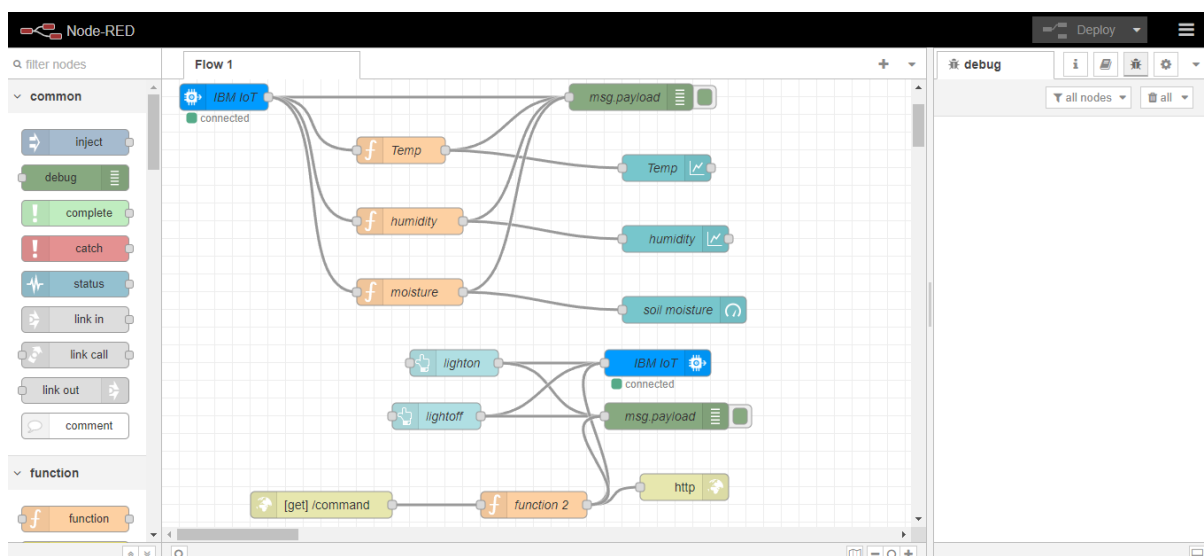 Node-RED
Deploy
filter nodes
Flow 1
debug
i
common
all nodes
all
inject
debug
complete
catch
status
link in
link call
link out
comment
function
function
IBM IoT
connected
msg.payload
f Temp
Temp
f humidity
humidity
f moisture
soil moisture
lighton
IBM IoT
connected
lightoff
msg.payload
http
[get] /command
f function 2